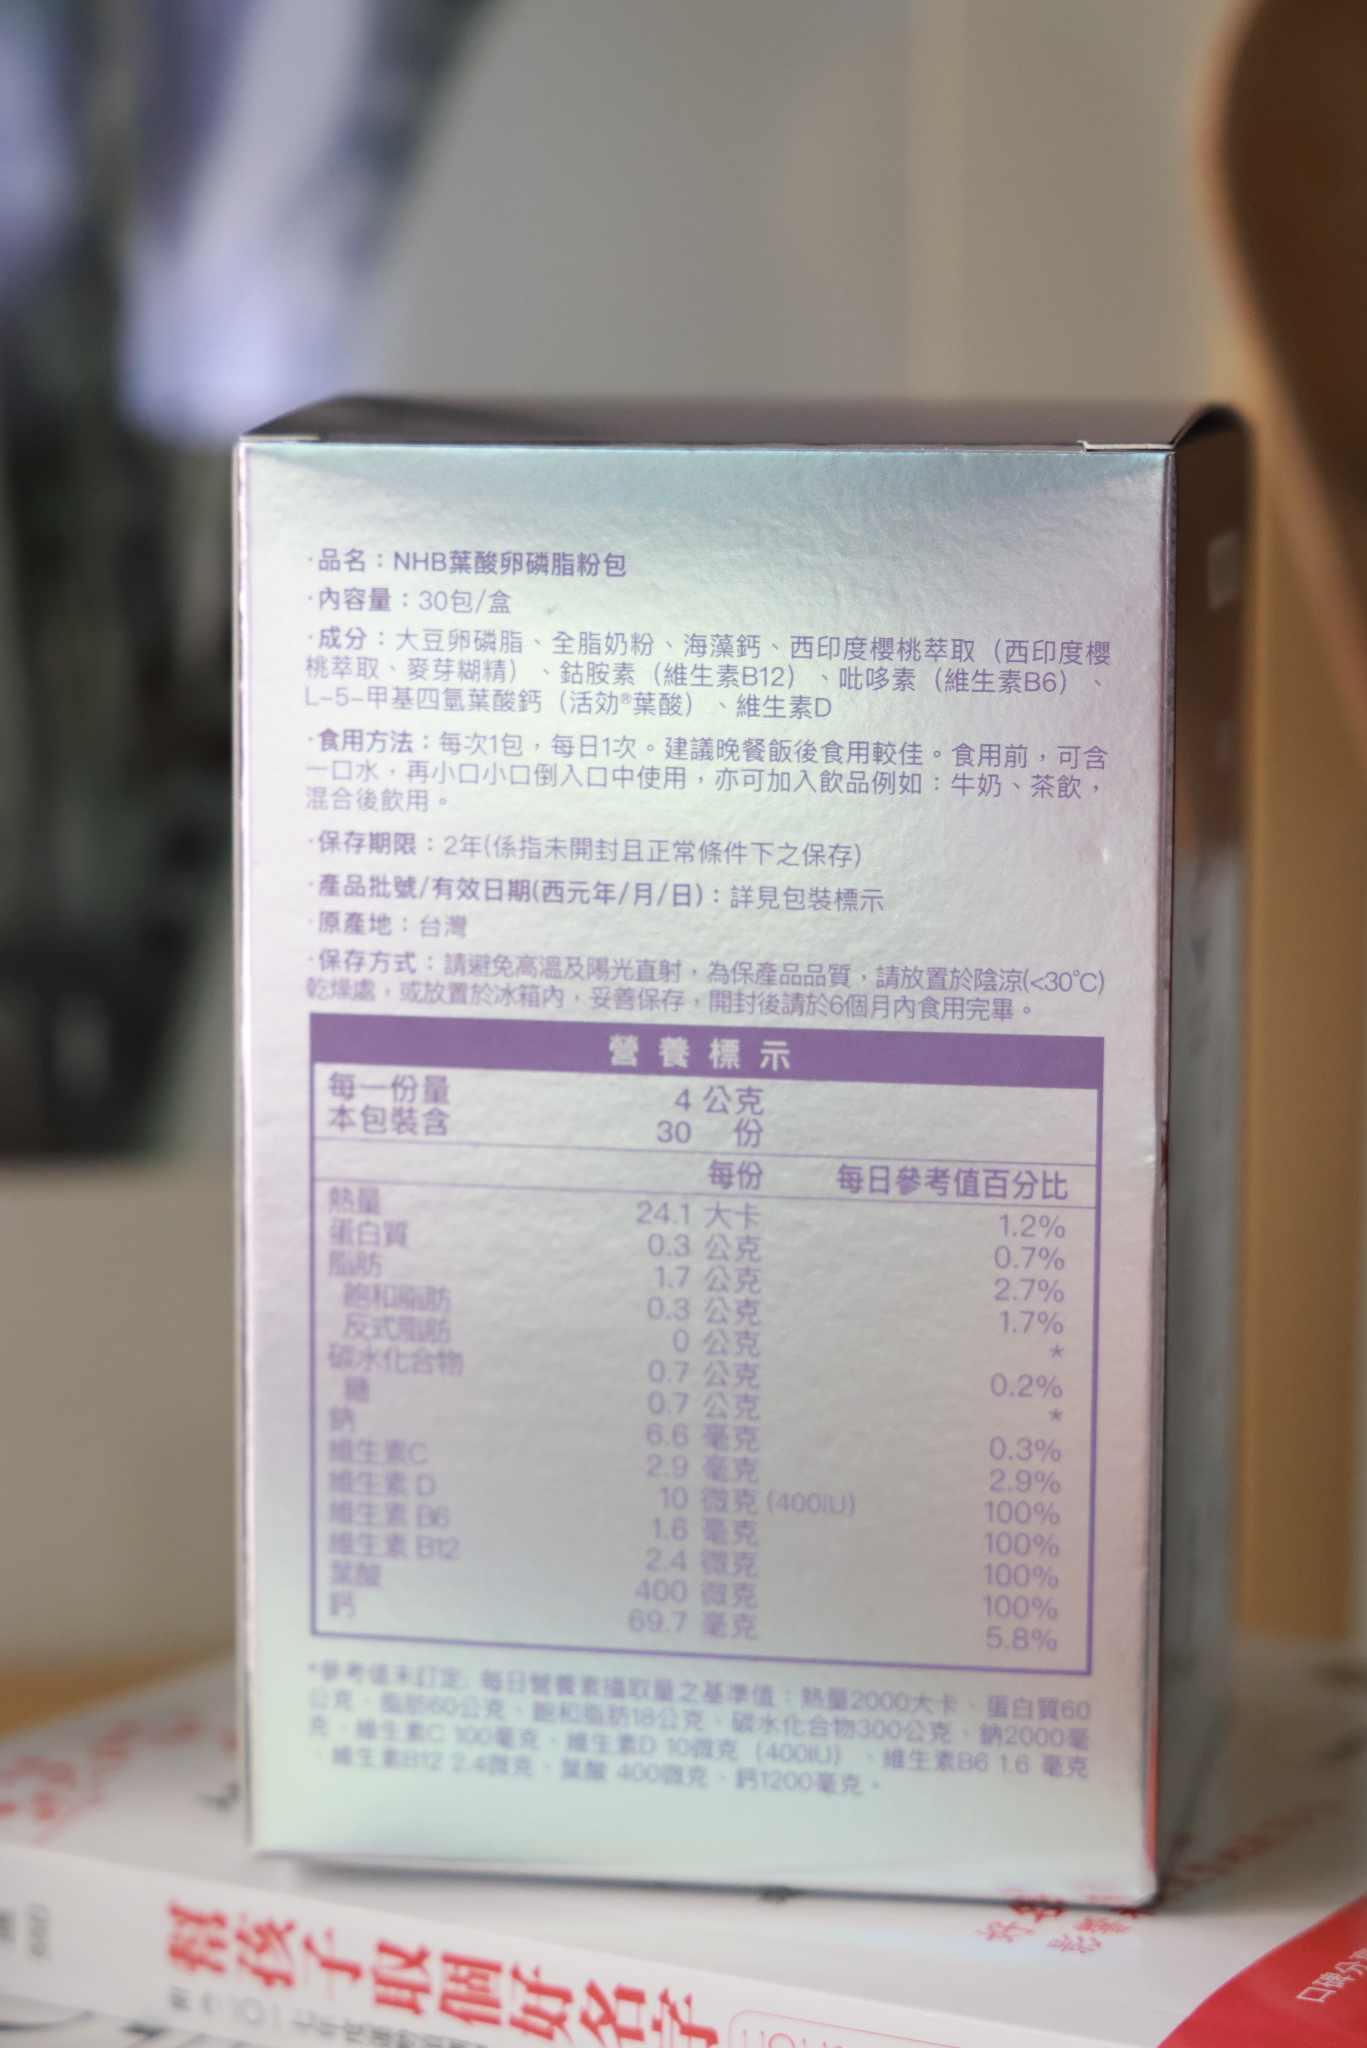 ·品名：NHB葉酸卵磷脂粉包
·內容量：30包/盒
·成分：大豆卵磷脂、全脂奶粉、海藻鈣、西印度櫻桃萃取（西印度櫻
桃萃取、麥芽糊精）、鈷胺素（維生素B12）、吡哆素（維生素B6）、
L-5-甲基四氫葉酸鈣（活効®葉酸）、維生素D
·食用方法：每次1包，每日1次。建議晚餐飯後食用較佳。食用前，可含
一口水，再小口小口倒入口中使用，亦可加入飲品例如：牛奶、茶飲，
混合後飲用。
·保存期限：2年(係指未開封且正常條件下之保存)
·產品批號/有效日期(西元年/月/日)：詳見包裝標示
·原產地：台灣
·保存方式：請避免高溫及陽光直射，為保產品品質，請放置於陰涼(<30°C)
乾燥處，或放置於冰箱內，妥善保存，開封後請於6個月內食用完畢。
營養標示
每一份量 4 公克
本包裝含 30 份
每份 每日參考值百分比
熱量 24.1 大卡 1.2%
蛋白質 0.3 公克 0.7%
脂肪 1.7 公克 2.7%
飽和脂肪 0.3 公克 1.7%
反式脂肪 0 公克 *
碳水化合物 0.7 公克 0.2%
糖 0.7 公克 *
鈉 6.6 毫克 0.3%
維生素C 2.9 毫克 2.9%
維生素 D 10 微克 (400IU) 100%
維生素 B6 1.6 毫克 100%
維生素 B12 2.4 微克 100%
葉酸 400 微克 100%
鈣 69.7 毫克 5.8%
*參考值未訂定: 每日營養素攝取量之基準值：熱量2000大卡、蛋白質60
公克、脂肪60公克、飽和脂肪18公克、碳水化合物300公克、鈉2000毫
克、維生素C 100毫克、維生素D 10微克（400IU）、維生素B6 1.6 毫克
、維生素B12 2.4微克、葉酸 400微克、鈣1200毫克。
孩子取個好名字
口碑分